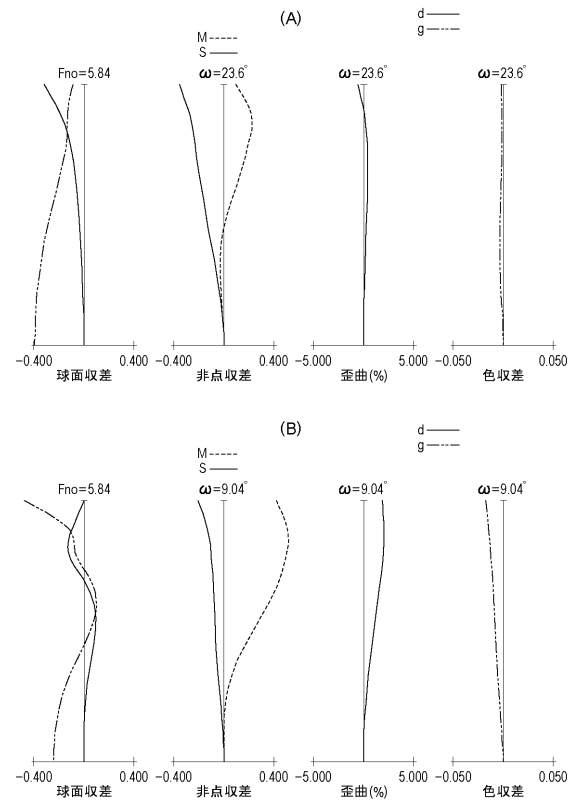 (A)
d
g
M
S
Fno=5.84
ω=23.6°
ω=23.6°
ω=23.6°
-0.400 0.400
-0.400 0.400
-5.000 5.000
-0.050 0.050
球面収差
非点収差
歪曲(%)
色収差
(B)
d
g
M
S
Fno=5.84
ω=9.04°
ω=9.04°
ω=9.04°
-0.400 0.400
-0.400 0.400
-5.000 5.000
-0.050 0.050
球面収差
非点収差
歪曲(%)
色収差